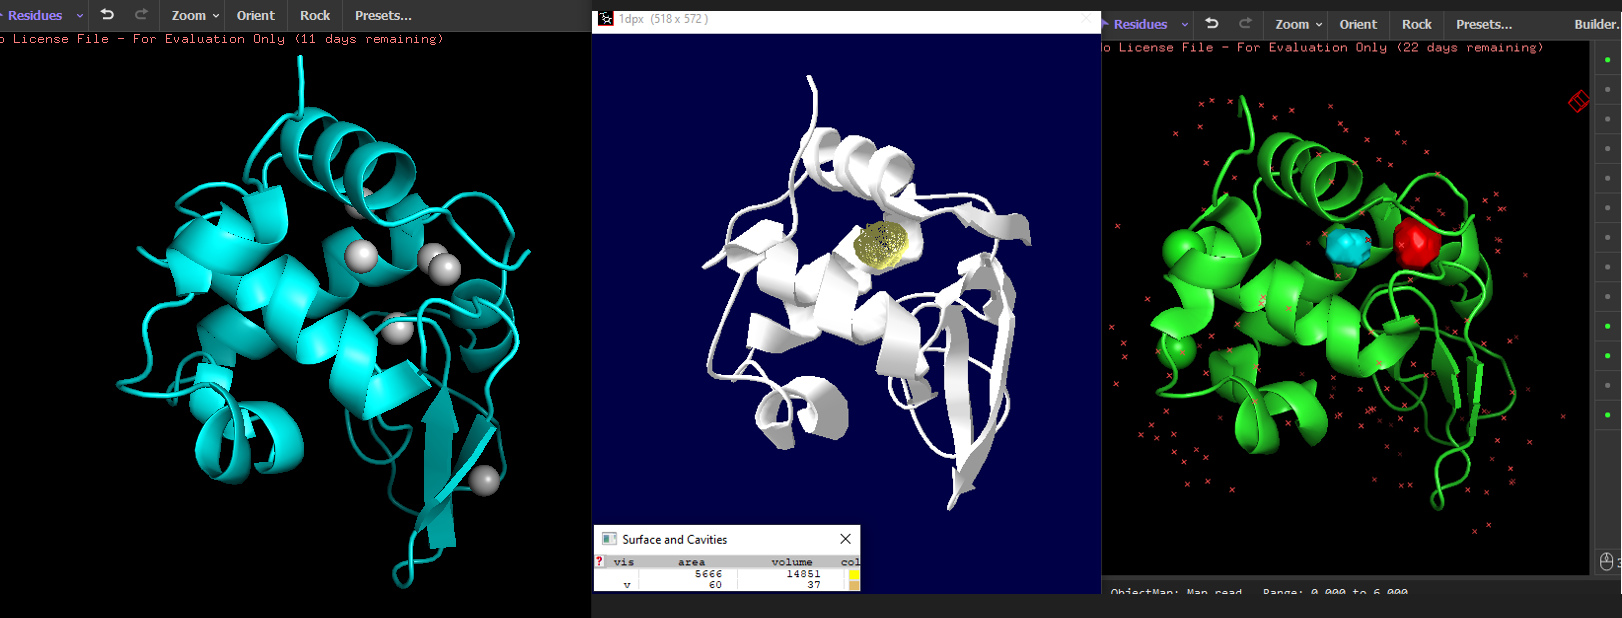 Residues Zoom Orient Rock Presets...
o License File - For Evaluation Only (11 days remaining)
1dpx (518 x 572 )
Surface and Cavities
? vis area volume col
5666 14851
v 60 37
Residues Zoom Orient Rock Presets... Builder.
o License File - For Evaluation Only (22 days remaining)
3
ObjectMap: Map read. Range: 0.000 to 6.000